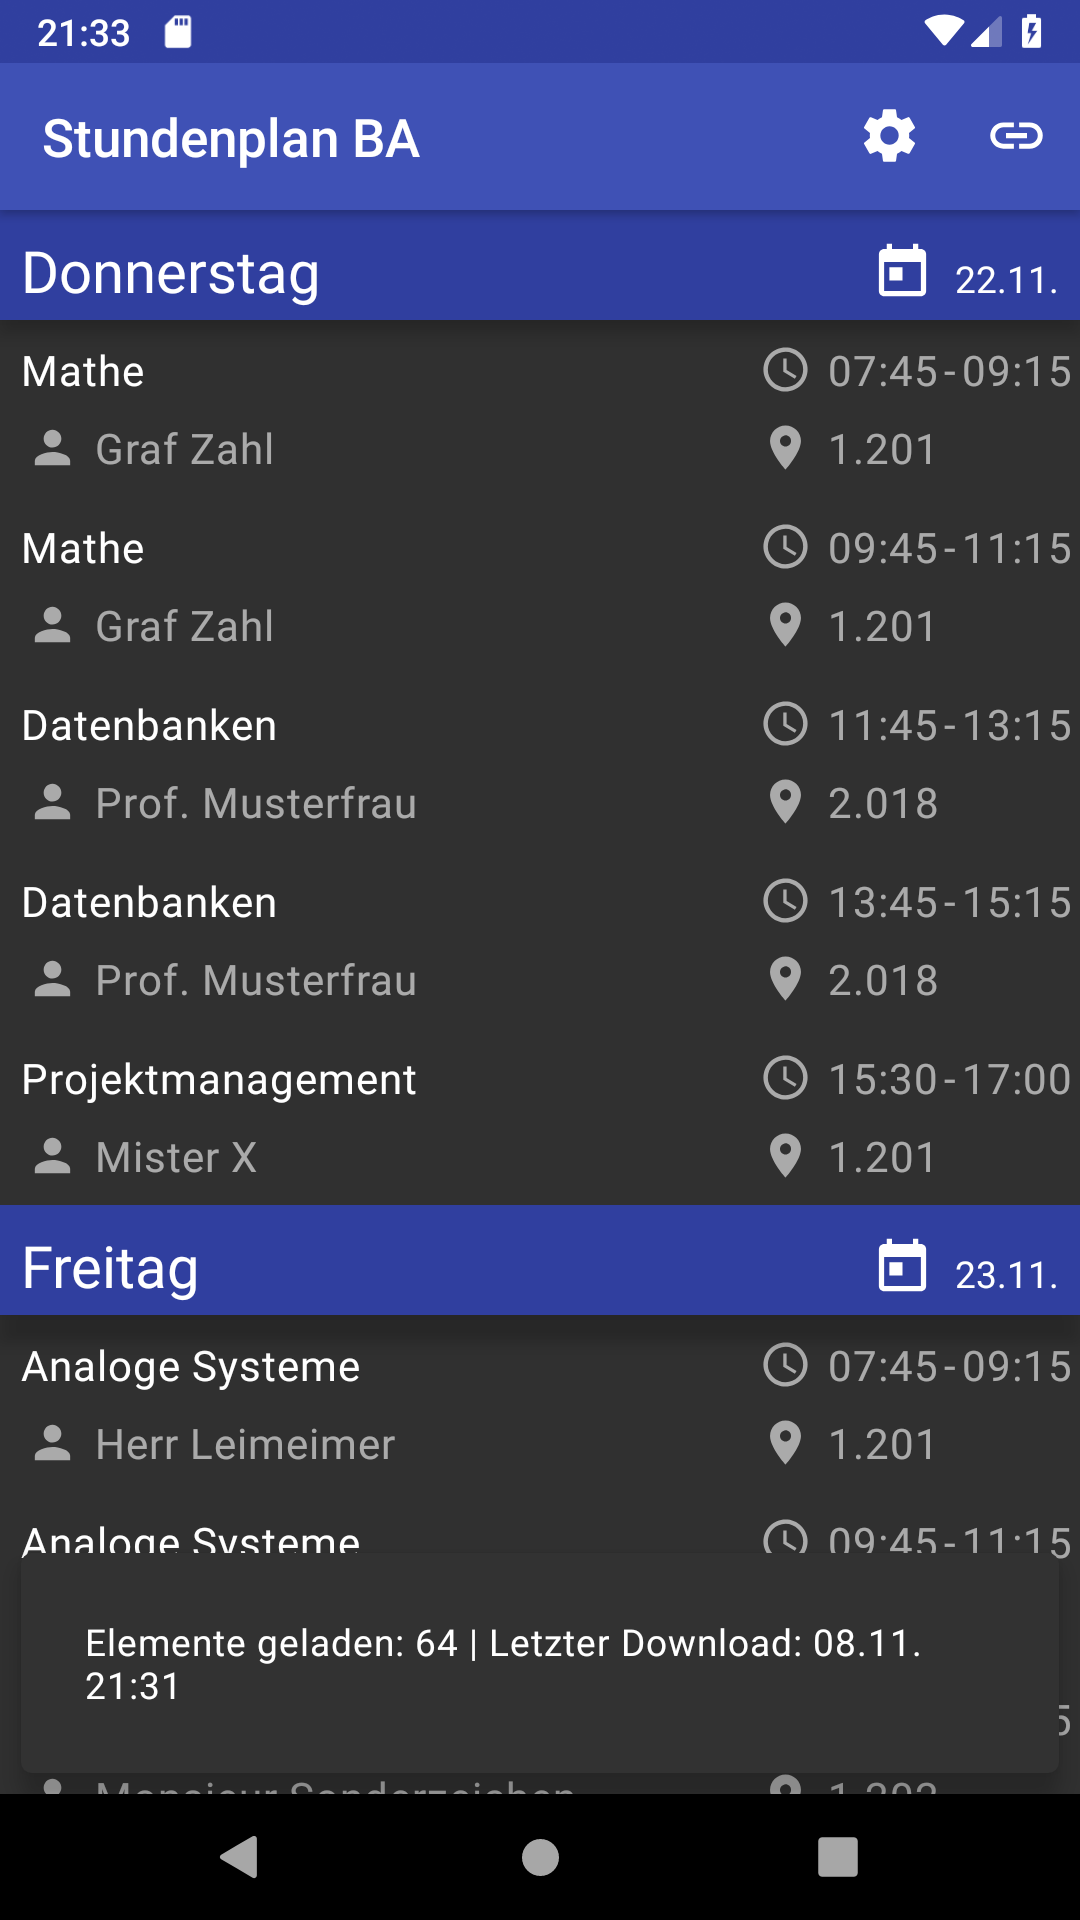 21:33
Stundenplan BA
Donnerstag 22.11.
Mathe 07:45-09:15
Graf Zahl 1.201
Mathe 09:45-11:15
Graf Zahl 1.201
Datenbanken 11:45-13:15
Prof. Musterfrau 2.018
Datenbanken 13:45-15:15
Prof. Musterfrau 2.018
Projektmanagement 15:30-17:00
Mister X 1.201
Freitag 23.11.
Analoge Systeme 07:45-09:15
Herr Leimeimer 1.201
Analoge Systeme 09:45-11:15
Elemente geladen: 64 | Letzter Download: 08.11.
21:31
Monsieur Sonderzeichen